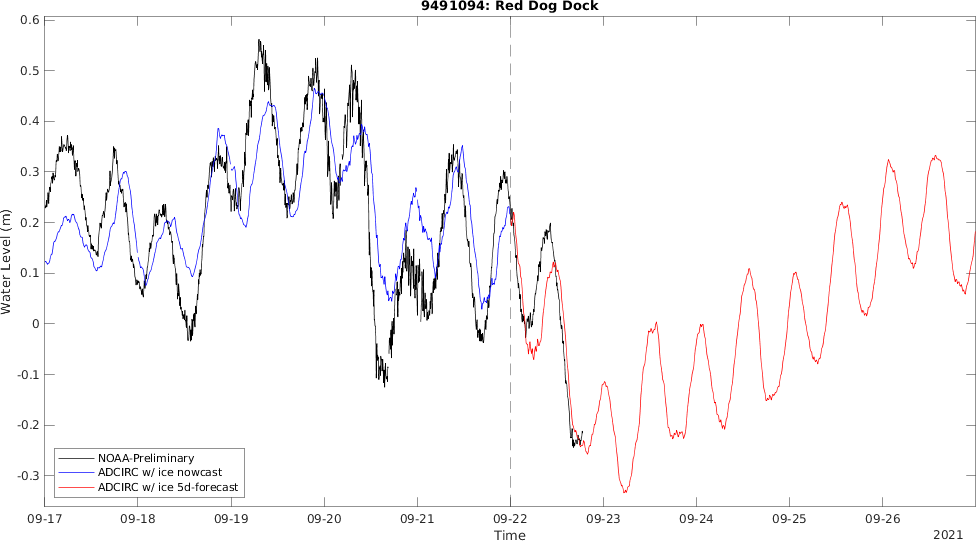 9491094: Red Dog Dock
Water Level (m)
0.6
0.5
0.4
0.3
0.2
0.1
0
-0.1
-0.2
-0.3
NOAA-Preliminary
ADCIRC w/ ice nowcast
ADCIRC w/ ice 5d-forecast
09-17 09-18 09-19 09-20 09-21 09-22 09-23 09-24 09-25 09-26
Time
2021